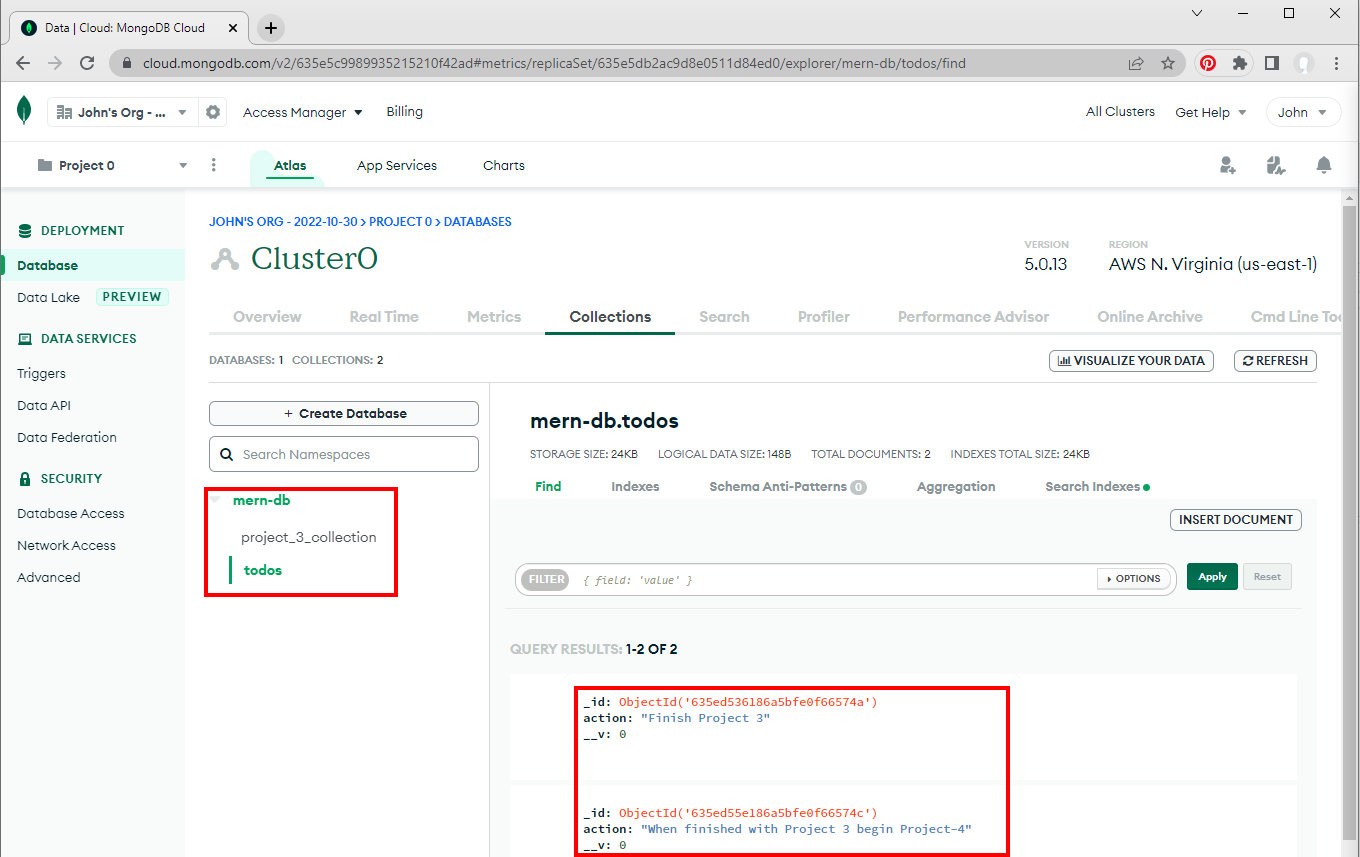 Data | Cloud: MongoDB Cloud
cloud.mongodb.com/v2/635e5c9989935215210f42ad#metrics/replicaSet/635e5db2ac9d8e0511d84ed0/explorer/mern-db/todos/find
John's Org - ... Access Manager Billing All Clusters Get Help John
Project 0 Atlas App Services Charts
DEPLOYMENT
Database
Data Lake PREVIEW
DATA SERVICES
Triggers
Data API
Data Federation
SECURITY
Database Access
Network Access
Advanced
JOHN'S ORG - 2022-10-30 > PROJECT 0 > DATABASES
Cluster0
VERSION REGION
5.0.13 AWS N. Virginia (us-east-1)
Overview Real Time Metrics Collections Search Profiler Performance Advisor Online Archive Cmd Line Too
DATABASES: 1 COLLECTIONS: 2 VISUALIZE YOUR DATA REFRESH
+ Create Database
Search Namespaces
mern-db
project_3_collection
todos
mern-db.todos
STORAGE SIZE: 24KB LOGICAL DATA SIZE: 148B TOTAL DOCUMENTS: 2 INDEXES TOTAL SIZE: 24KB
Find Indexes Schema Anti-Patterns 0 Aggregation Search Indexes
INSERT DOCUMENT
FILTER { field: 'value' } OPTIONS Apply Reset
QUERY RESULTS: 1-2 OF 2
_id: ObjectId('635ed536186a5bfe0f66574a')
action: "Finish Project 3"
__v: 0
_id: ObjectId('635ed55e186a5bfe0f66574c')
action: "When finished with Project 3 begin Project-4"
__v: 0